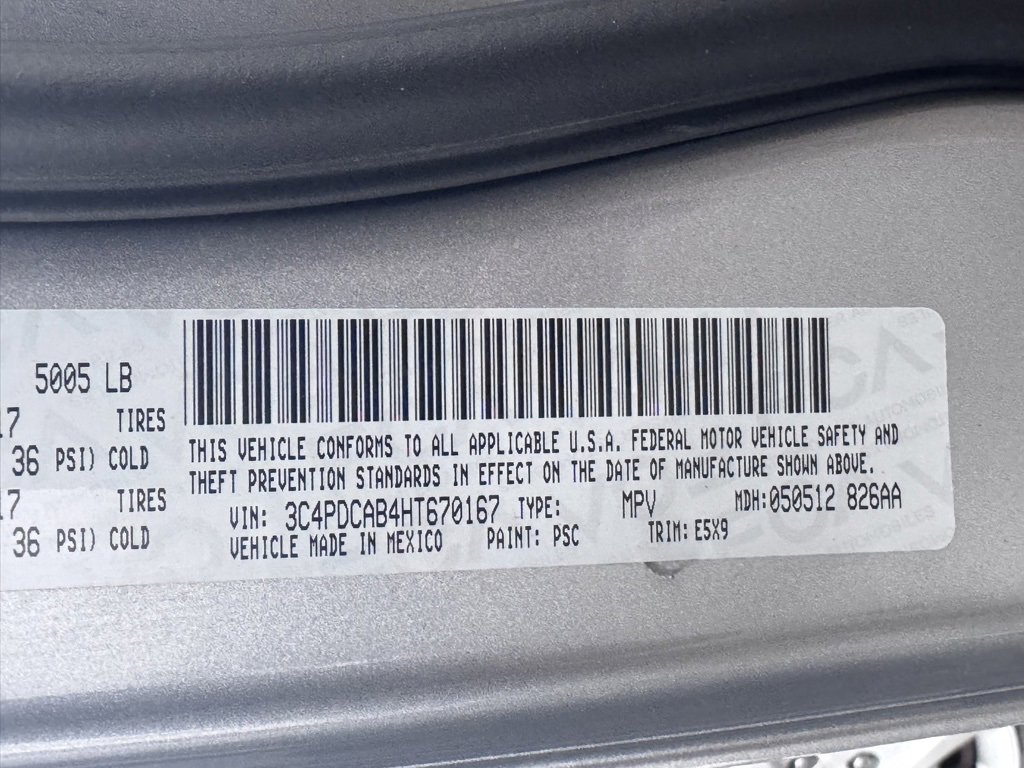 5005 LB
17 TIRES
36 PSI) COLD
17 TIRES
36 PSI) COLD
THIS VEHICLE CONFORMS TO ALL APPLICABLE U.S.A. FEDERAL MOTOR VEHICLE SAFETY AND
THEFT PREVENTION STANDARDS IN EFFECT ON THE DATE OF MANUFACTURE SHOWN ABOVE.
VIN: 3C4PDCAB4HT670167 TYPE: MPV MDH:050512 826AA
VEHICLE MADE IN MEXICO PAINT: PSC TRIM: E5X9